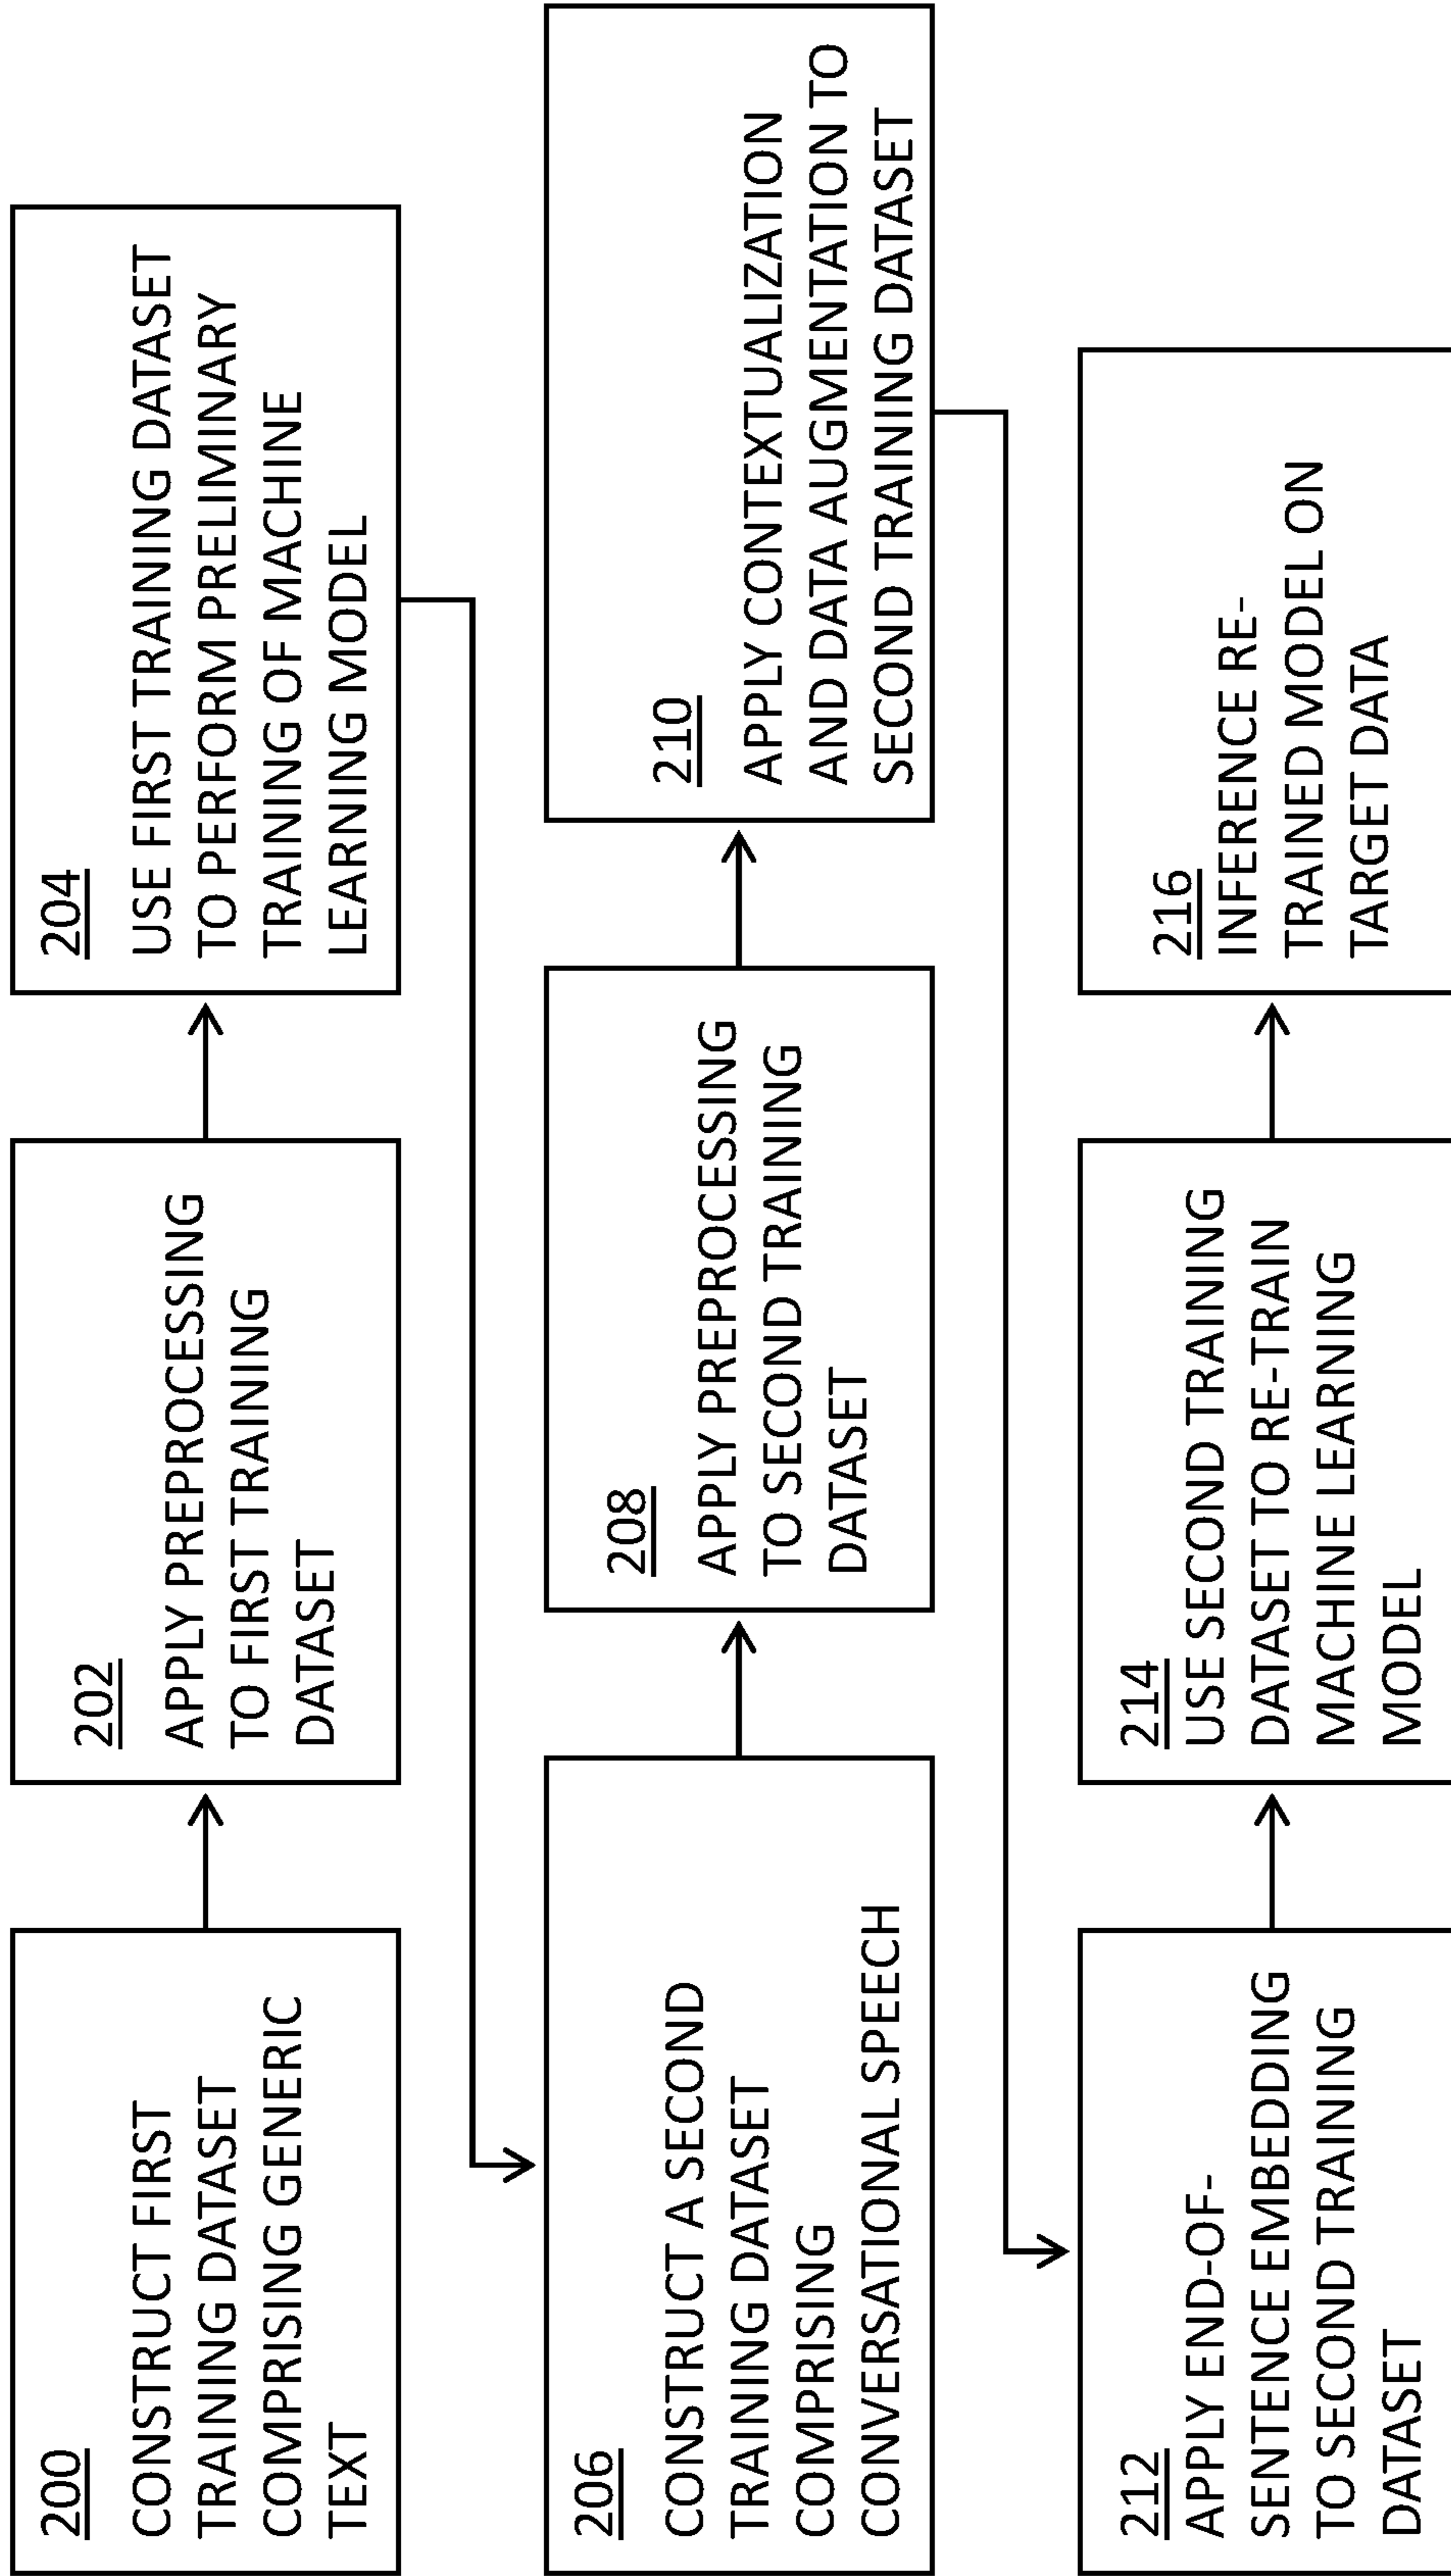 200
CONSTRUCT FIRST
TRAINING DATASET
COMPRISING GENERIC
TEXT
202
APPLY PREPROCESSING
TO FIRST TRAINING
DATASET
204
USE FIRST TRAINING DATASET
TO PERFORM PRELIMINARY
TRAINING OF MACHINE
LEARNING MODEL
206
CONSTRUCT A SECOND
TRAINING DATASET
COMPRISING
CONVERSATIONAL SPEECH
208
APPLY PREPROCESSING
TO SECOND TRAINING
DATASET
210
APPLY CONTEXTUALIZATION
AND DATA AUGMENTATION TO
SECOND TRAINING DATASET
212
APPLY END-OF-
SENTENCE EMBEDDING
TO SECOND TRAINING
DATASET
214
USE SECOND TRAINING
DATASET TO RE-TRAIN
MACHINE LEARNING
MODEL
216
INFERENCE RE-
TRAINED MODEL ON
TARGET DATA